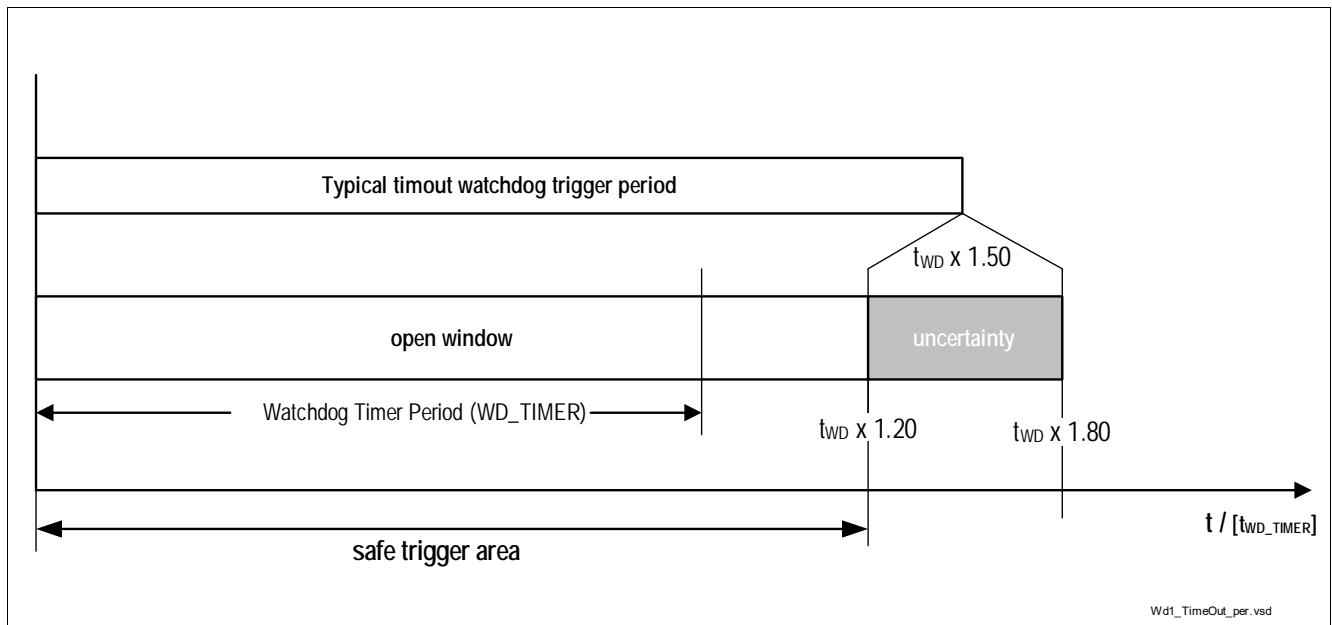 Typical timout watchdog trigger period
tWD x 1.50
open window
uncertainty
Watchdog Timer Period (WD_TIMER)
tWD x 1.20
tWD x 1.80
t / [tWD_TIMER]
safe trigger area
Wd1_TimeOut_per.vsd